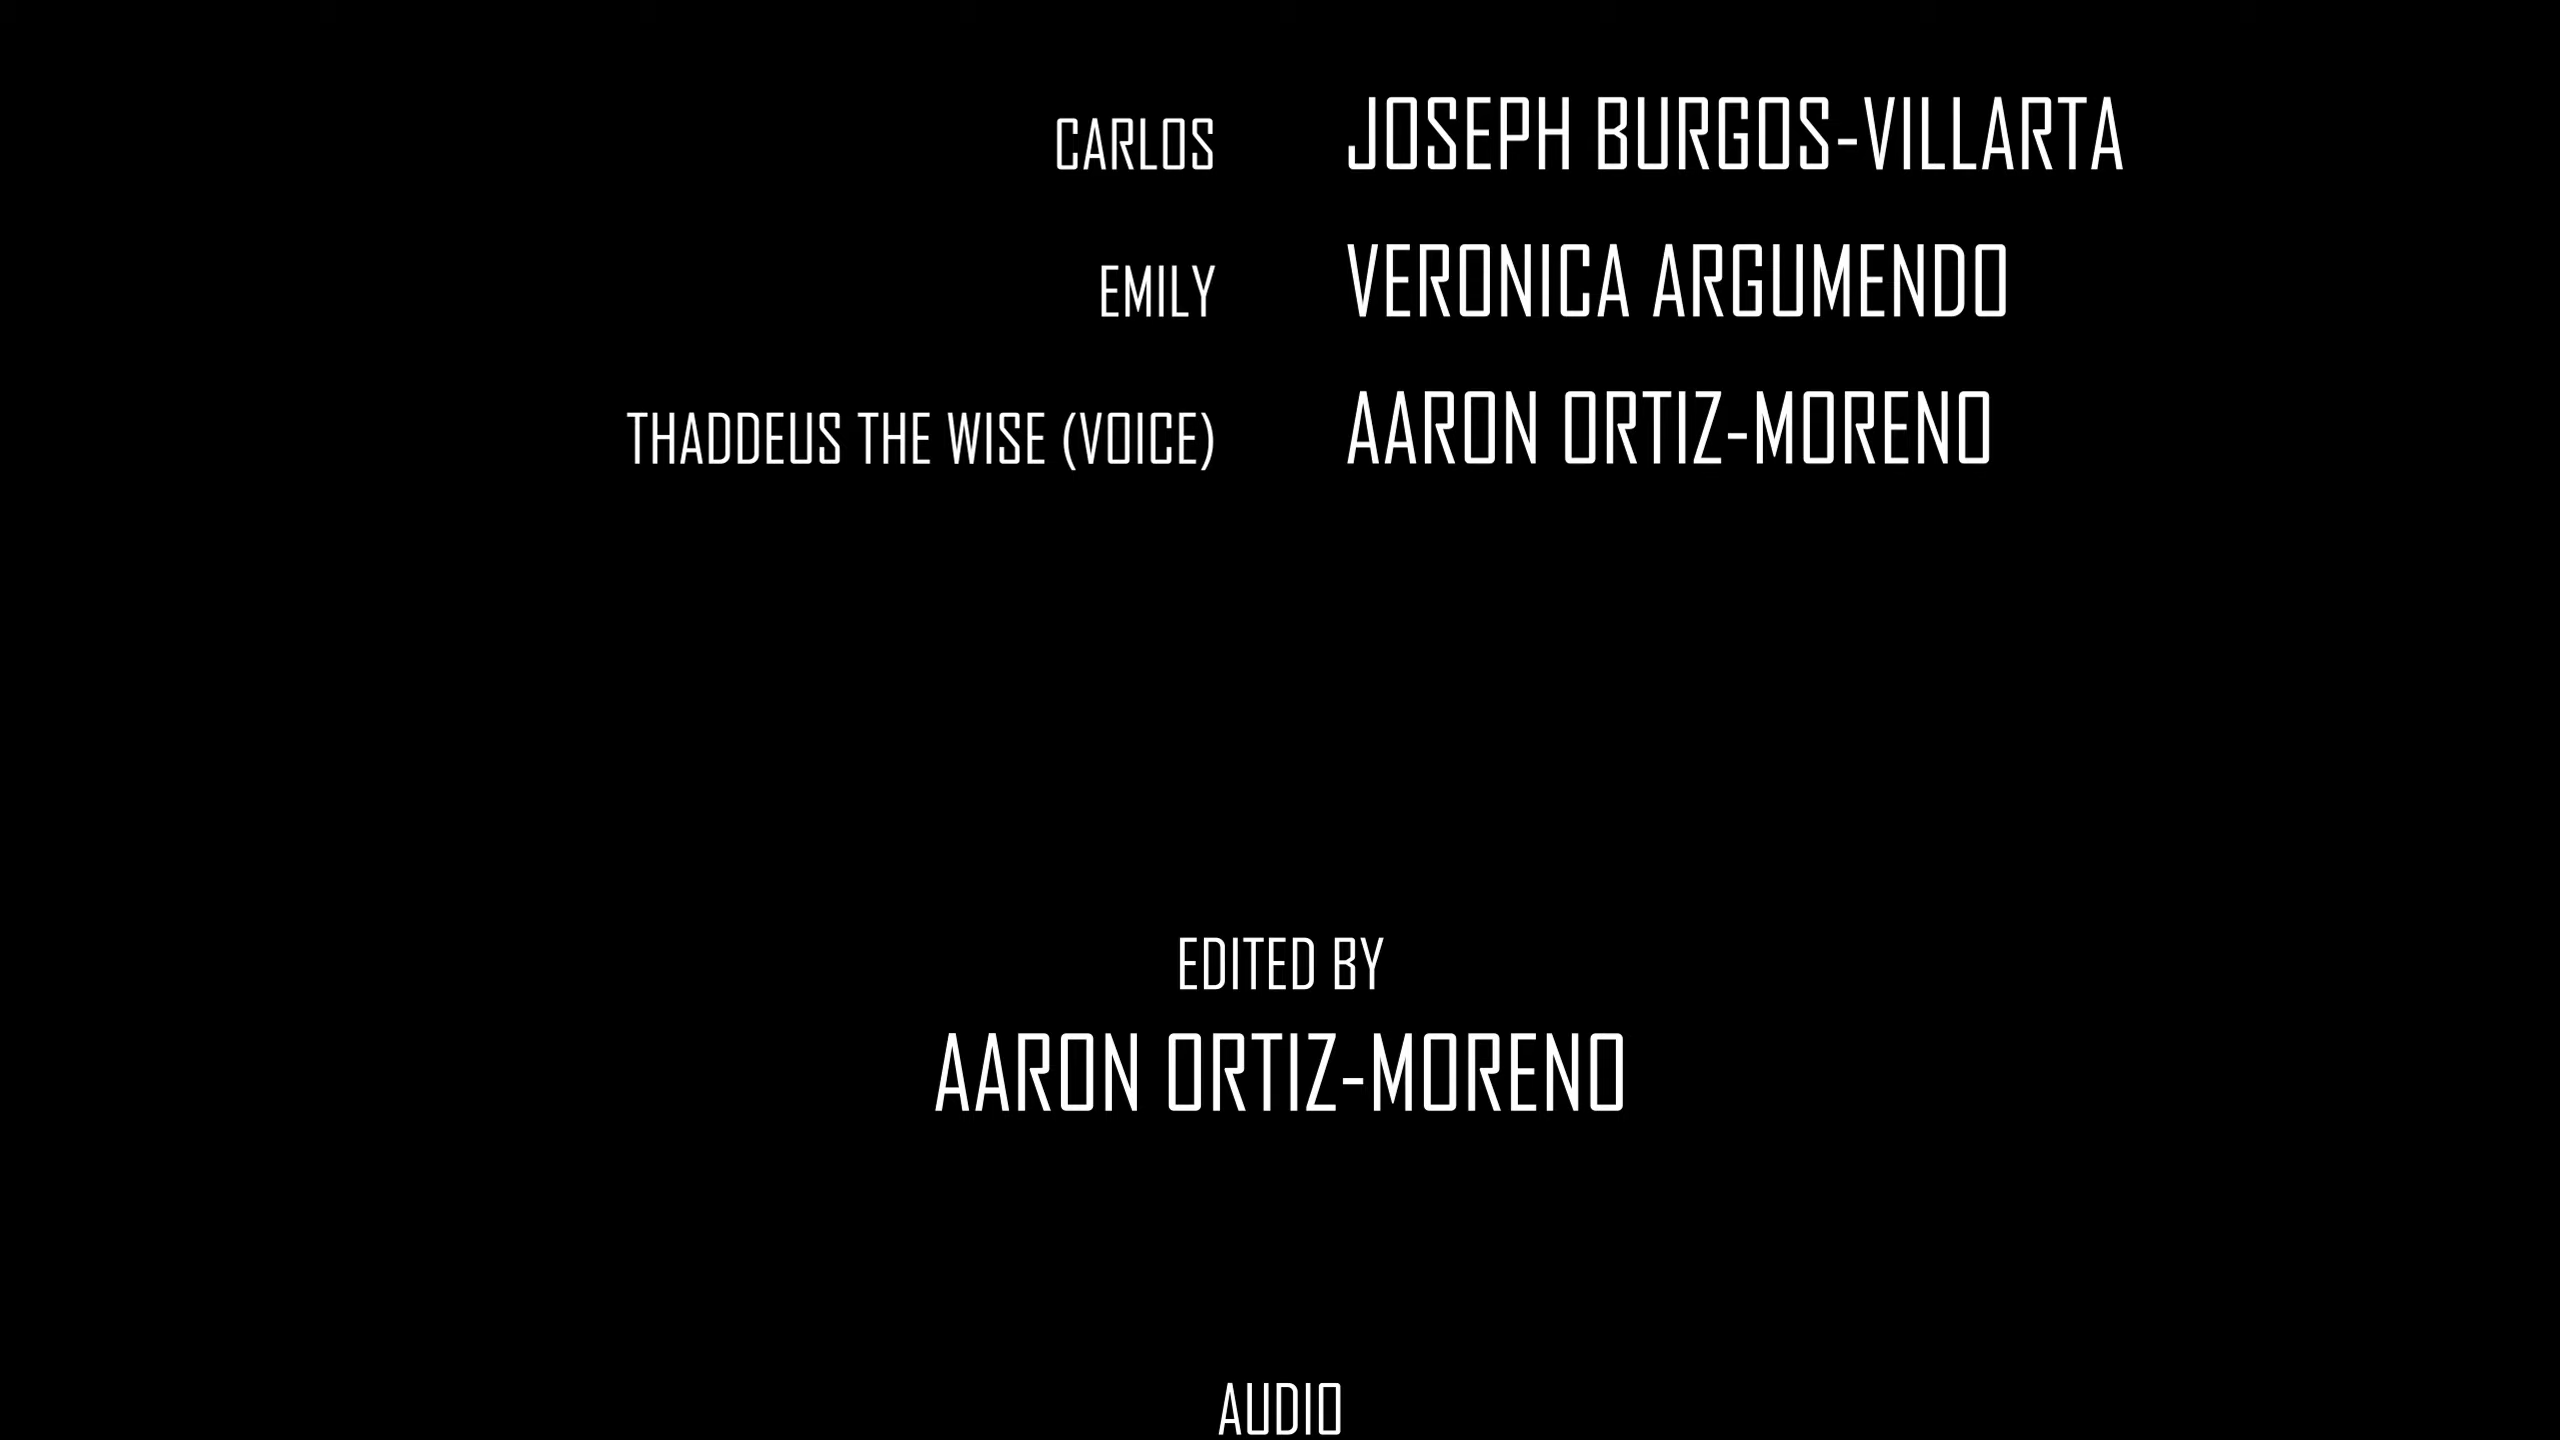 CARLOS JOSEPH BURGOS-VILLARTA
EMILY VERONICA ARGUMENDO
THADDEUS THE WISE (VOICE) AARON ORTIZ-MORENO
EDITED BY
AARON ORTIZ-MORENO
AUDIO